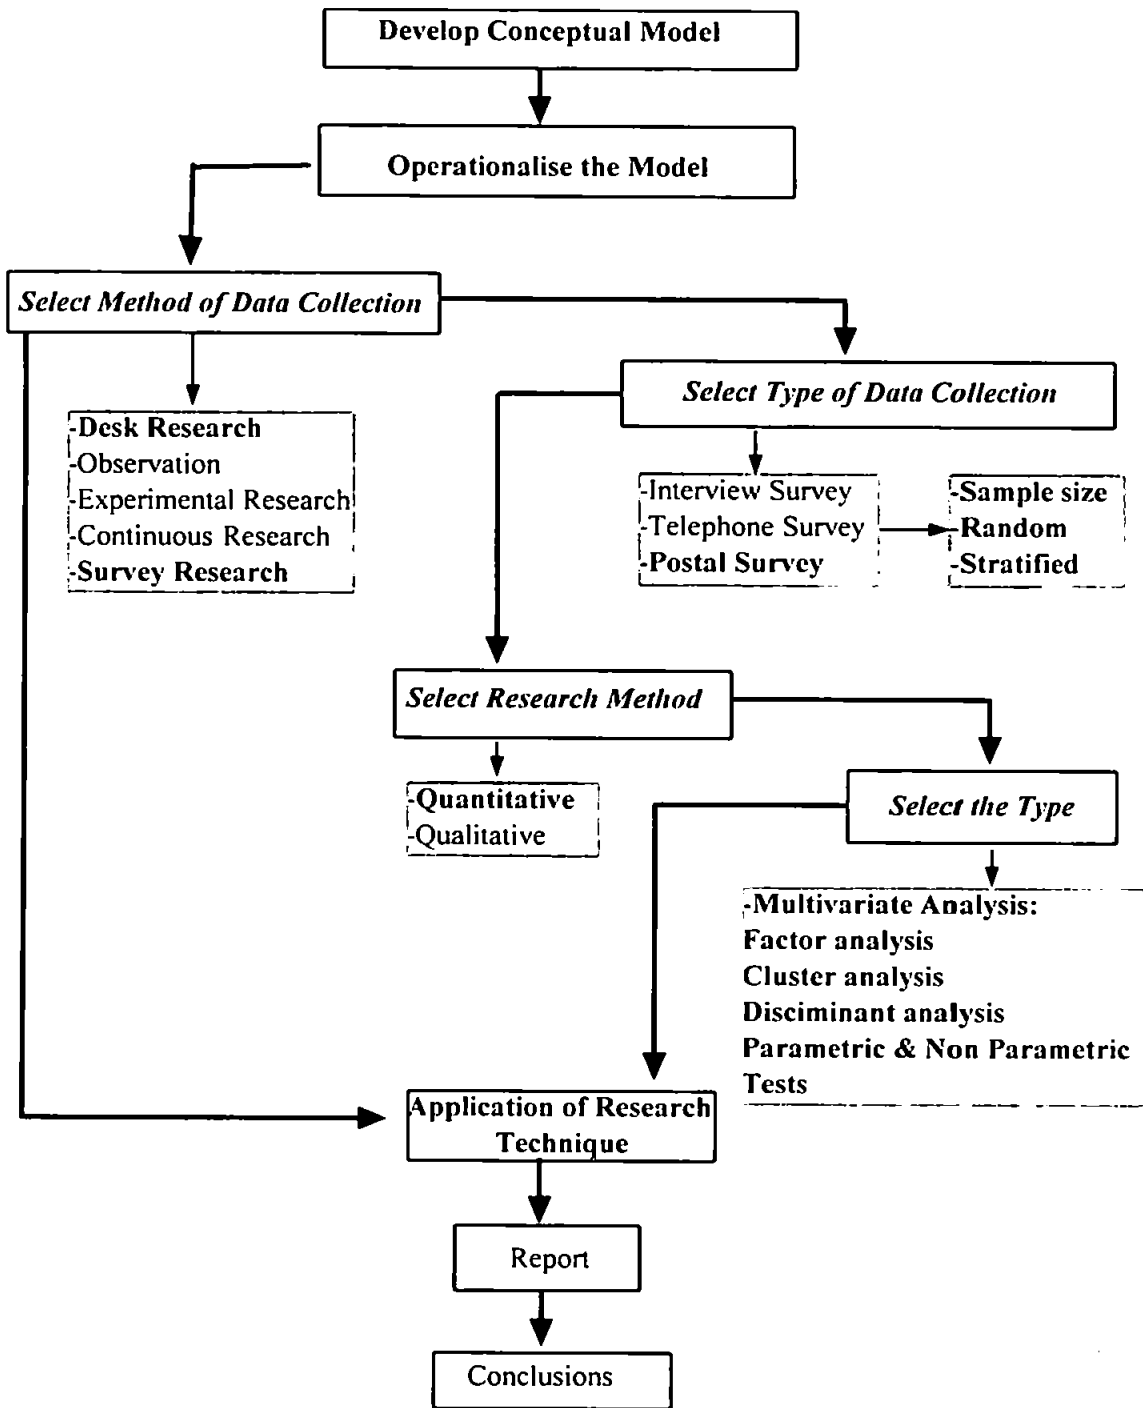 Develop Conceptual Model
Operationalise the Model
Select Method of Data Collection
Select Type of Data Collection
-Desk Research
-Observation
-Experimental Research
-Continuous Research
-Survey Research
-Interview Survey
-Telephone Survey
-Postal Survey
-Sample size
-Random
-Stratified
Select Research Method
-Quantitative
-Qualitative
Select the Type
-Multivariate Analysis:
Factor analysis
Cluster analysis
Disciminant analysis
Parametric & Non Parametric
Tests
Application of Research
Technique
Report
Conclusions